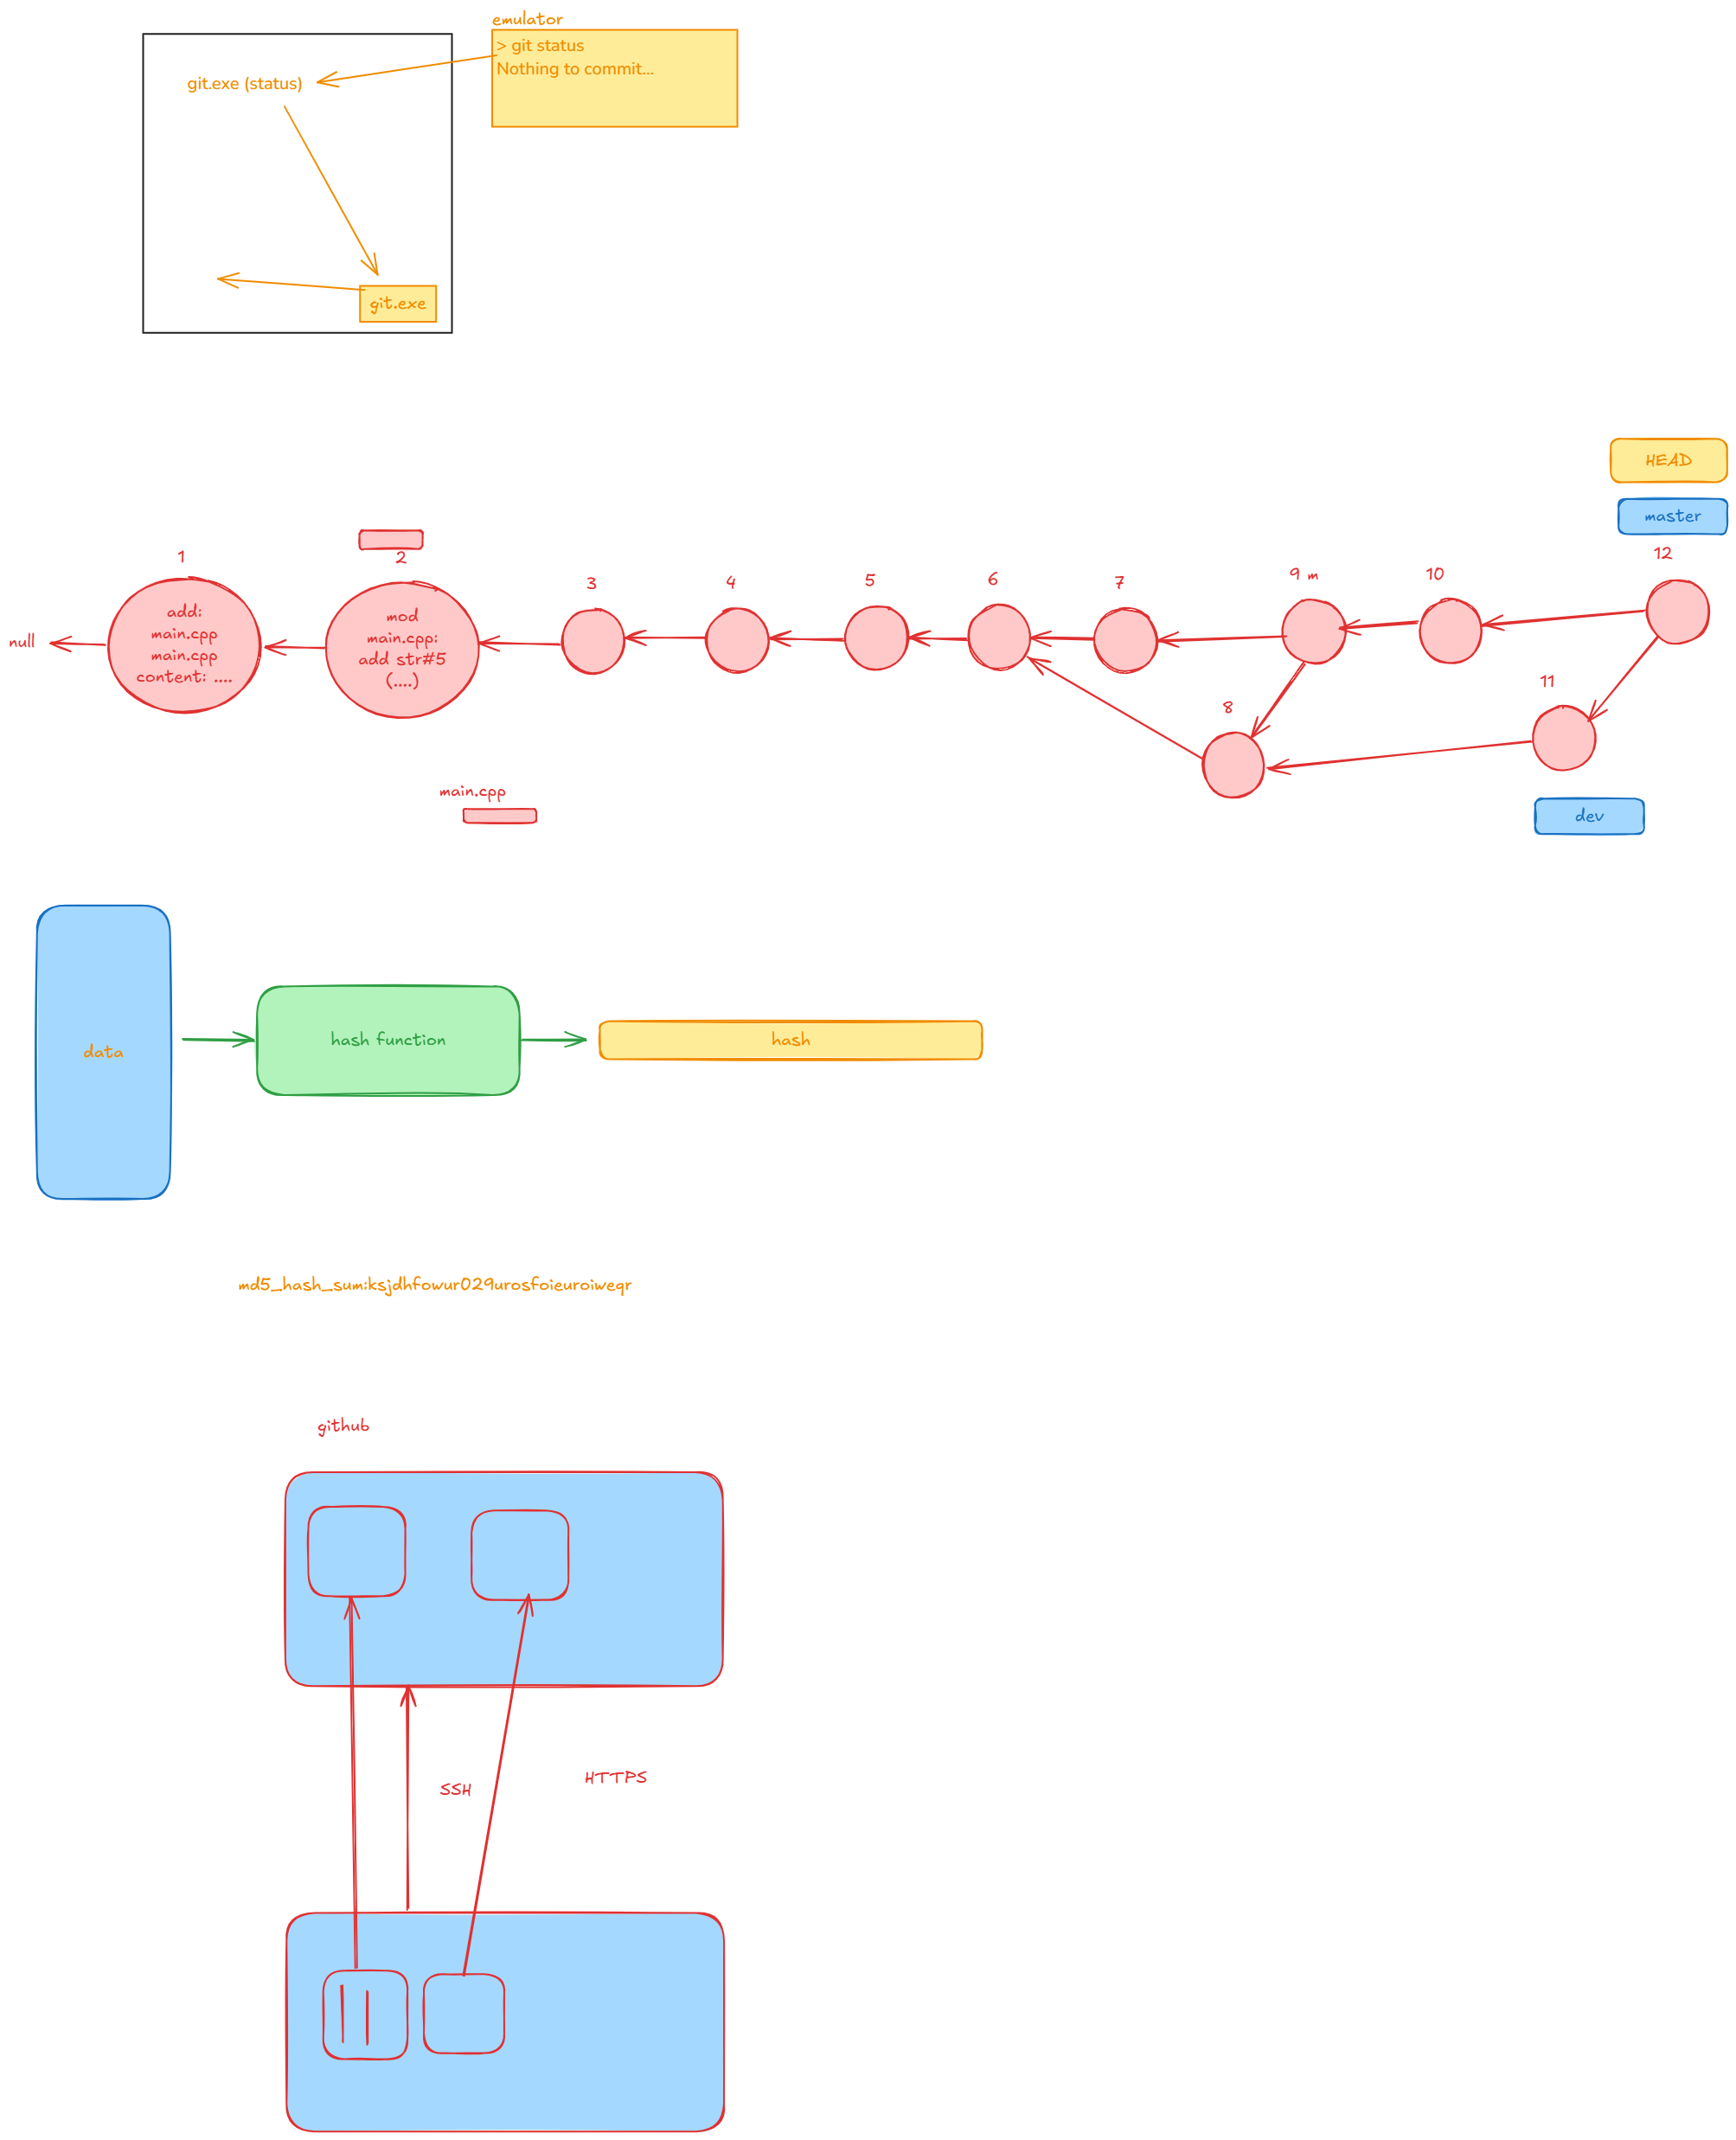 emulator
> git status
Nothing to commit...
git.exe (status)
git.exe
HEAD
master
12
1
2
3
4
5
6
7
9 m
10
null
add:
main.cpp
main.cpp
content: ....
mod
main.cpp:
add str#5
(....)
11
8
main.cpp
dev
data
hash function
hash
md5_hash_sum:ksjdhfowur029urosfoieuroiweqr
github
SSH
HTTPS